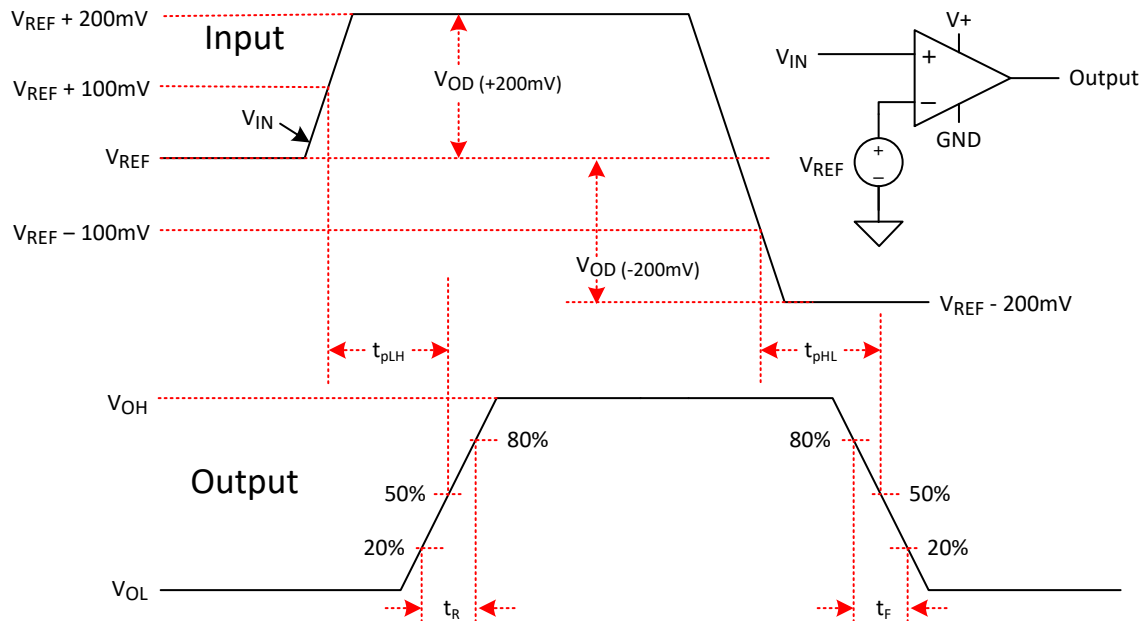 VREF + 200mV
Input
V+
VREF + 100mV
VOD (+200mV)
VIN
+
Output
−
VIN
GND
VREF
VREF
+
−
VREF – 100mV
VOD (-200mV)
VREF - 200mV
tpLH
tpHL
VOH
80%
80%
Output
50%
50%
20%
20%
VOL
tR
tF